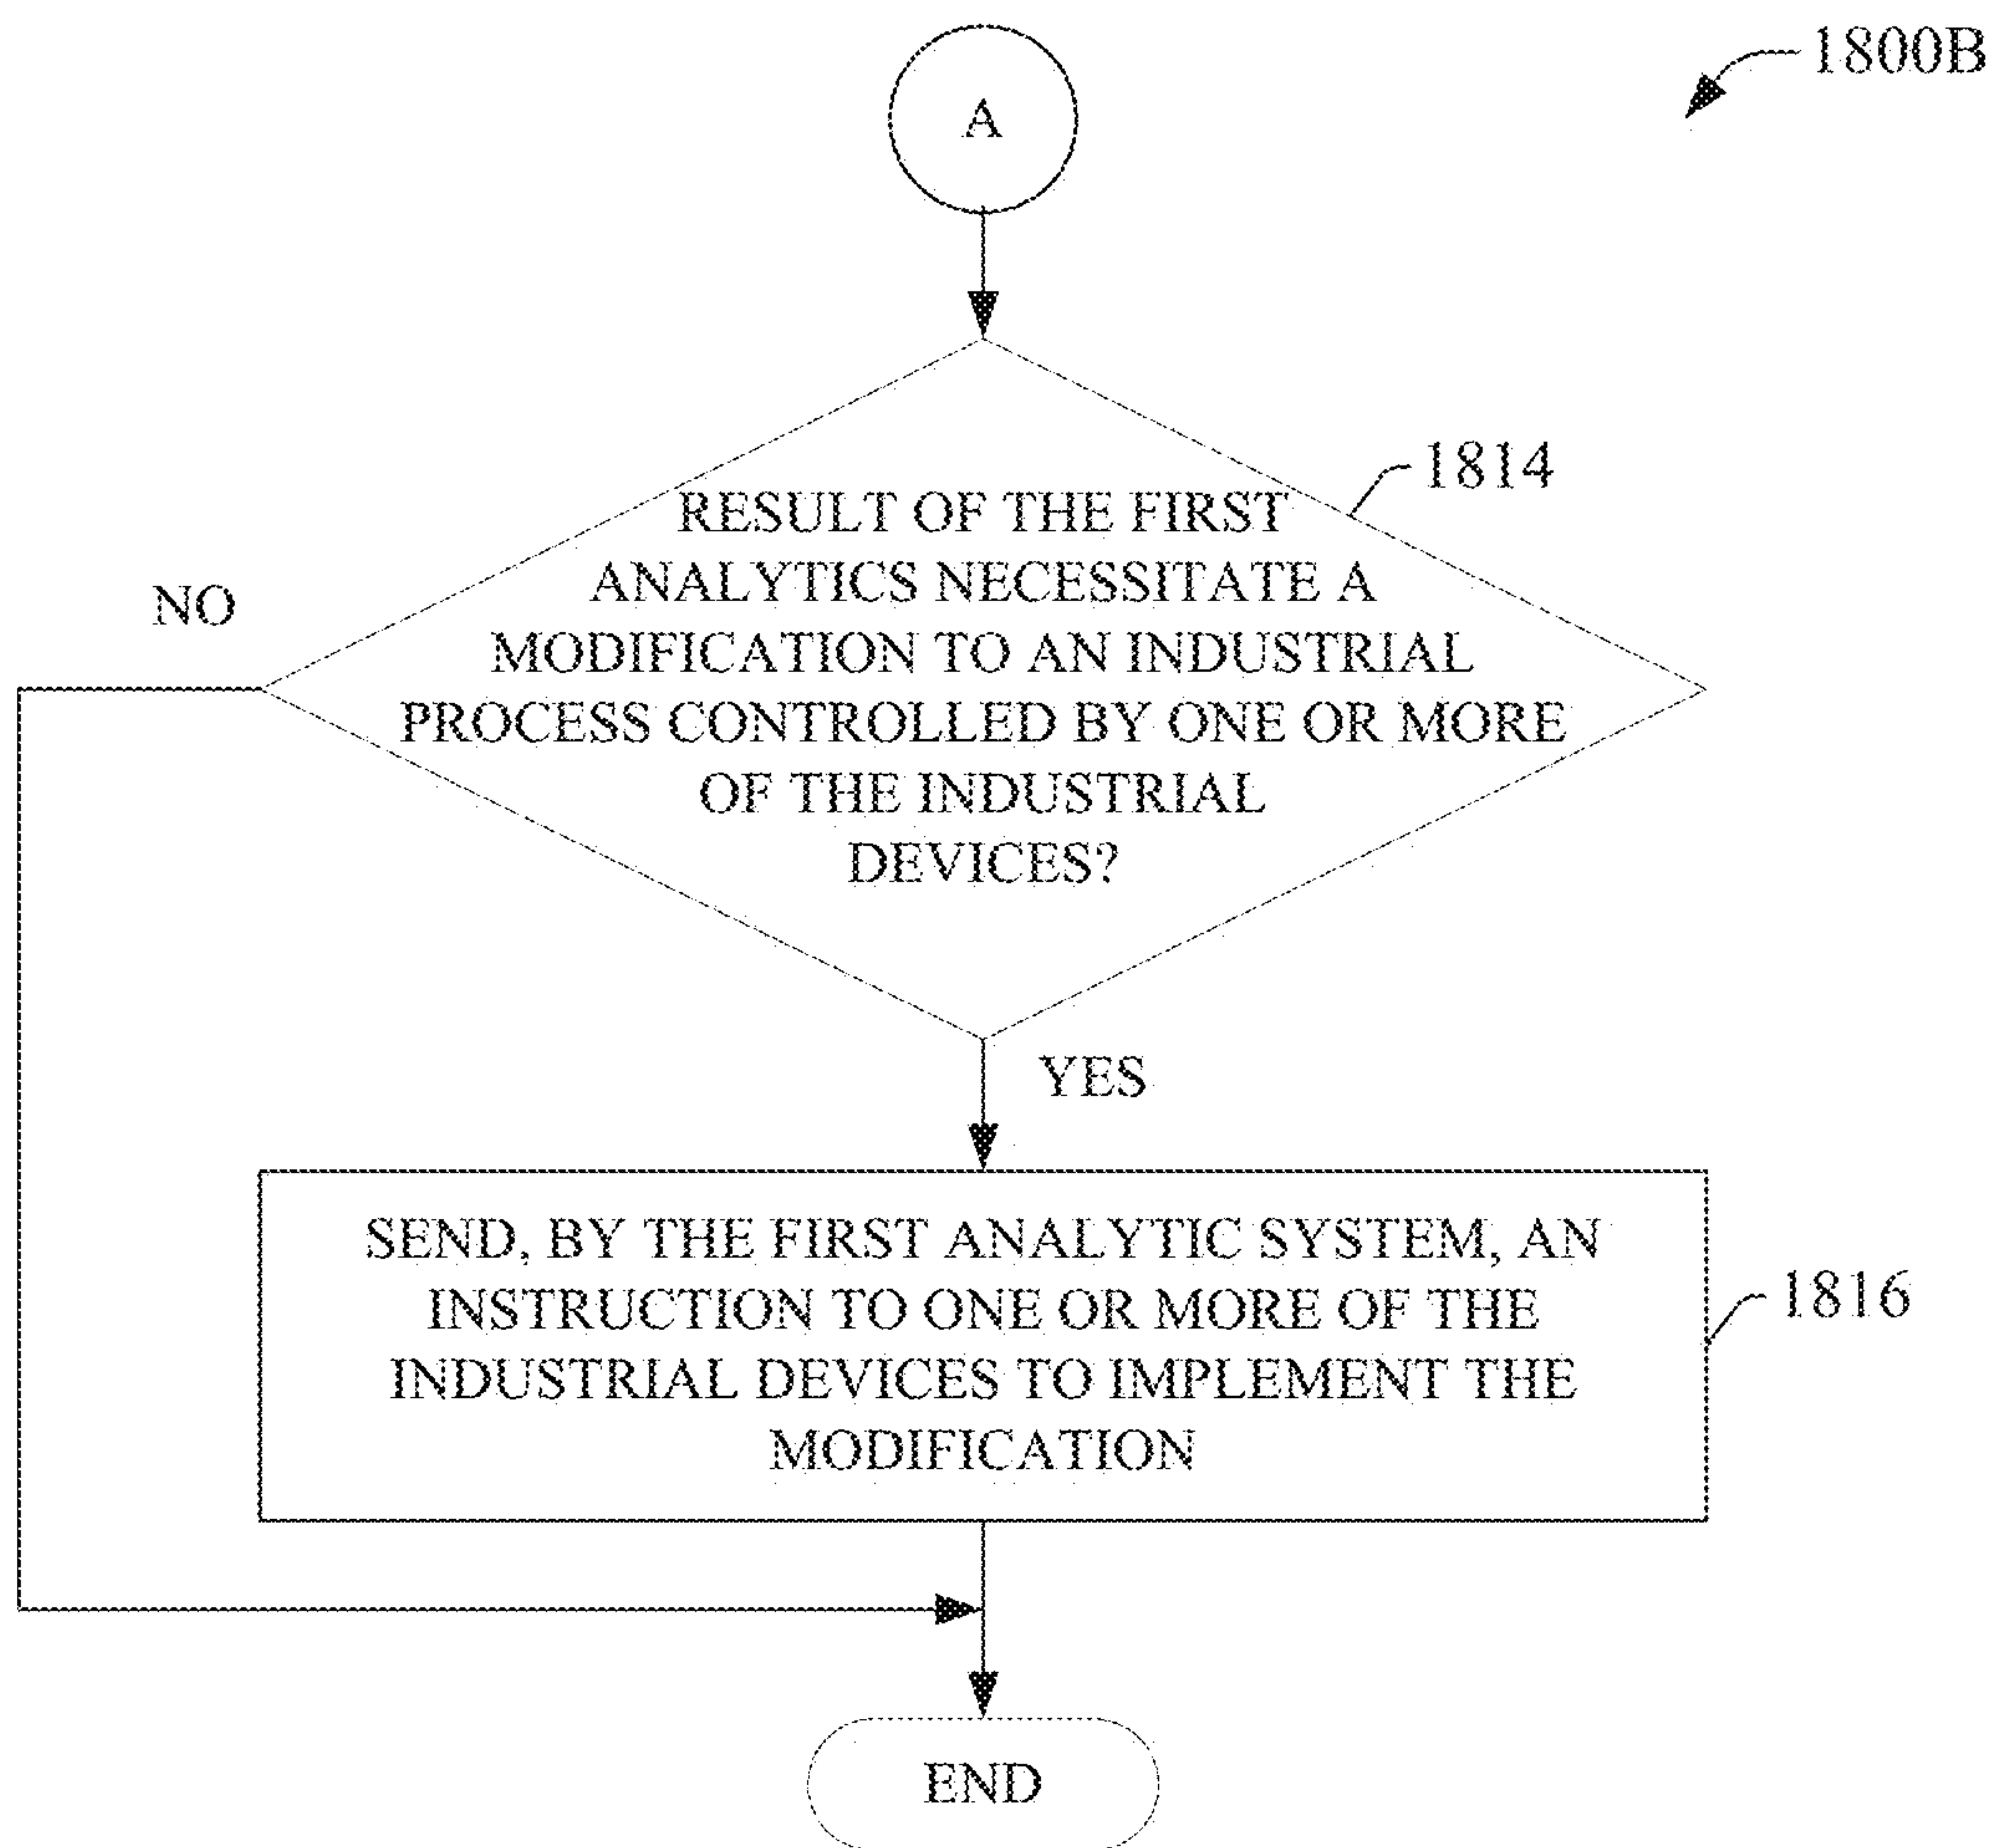 1800B
A
1814
RESULT OF THE FIRST
ANALYTICS NECESSITATE A
MODIFICATION TO AN INDUSTRIAL
PROCESS CONTROLLED BY ONE OR MORE
OF THE INDUSTRIAL
DEVICES?
NO
YES
SEND, BY THE FIRST ANALYTIC SYSTEM, AN
INSTRUCTION TO ONE OR MORE OF THE
INDUSTRIAL DEVICES TO IMPLEMENT THE
MODIFICATION
1816
END